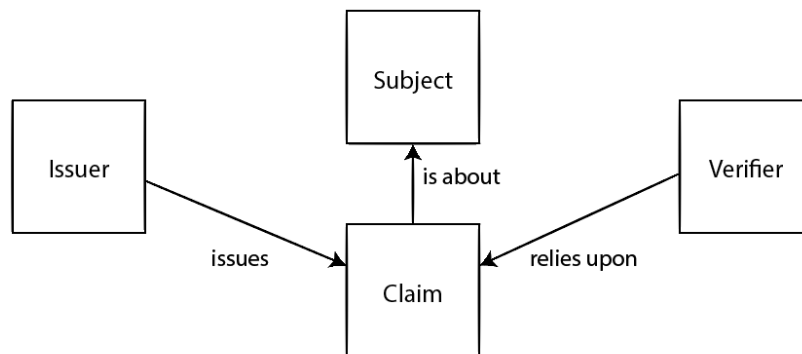 Subject
Issuer
Verifier
is about
issues
relies upon
Claim